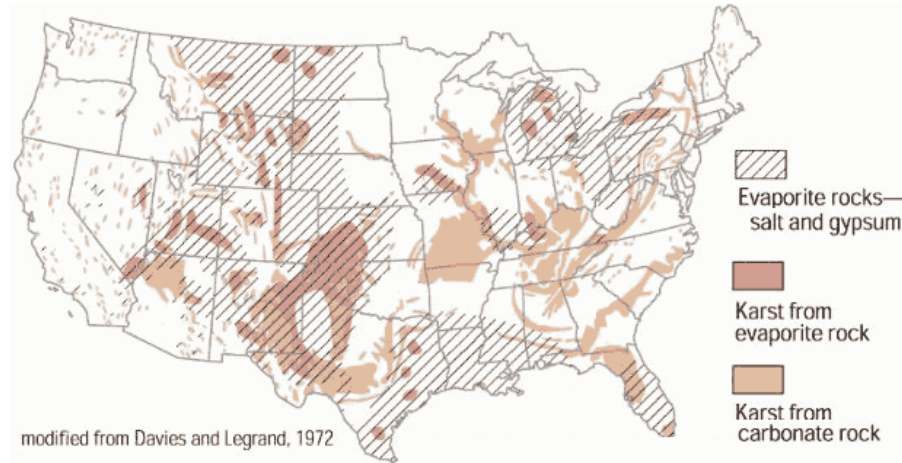 Evaporite rocks—
salt and gypsum
Karst from
evaporite rock
Karst from
carbonate rock
modified from Davies and Legrand, 1972